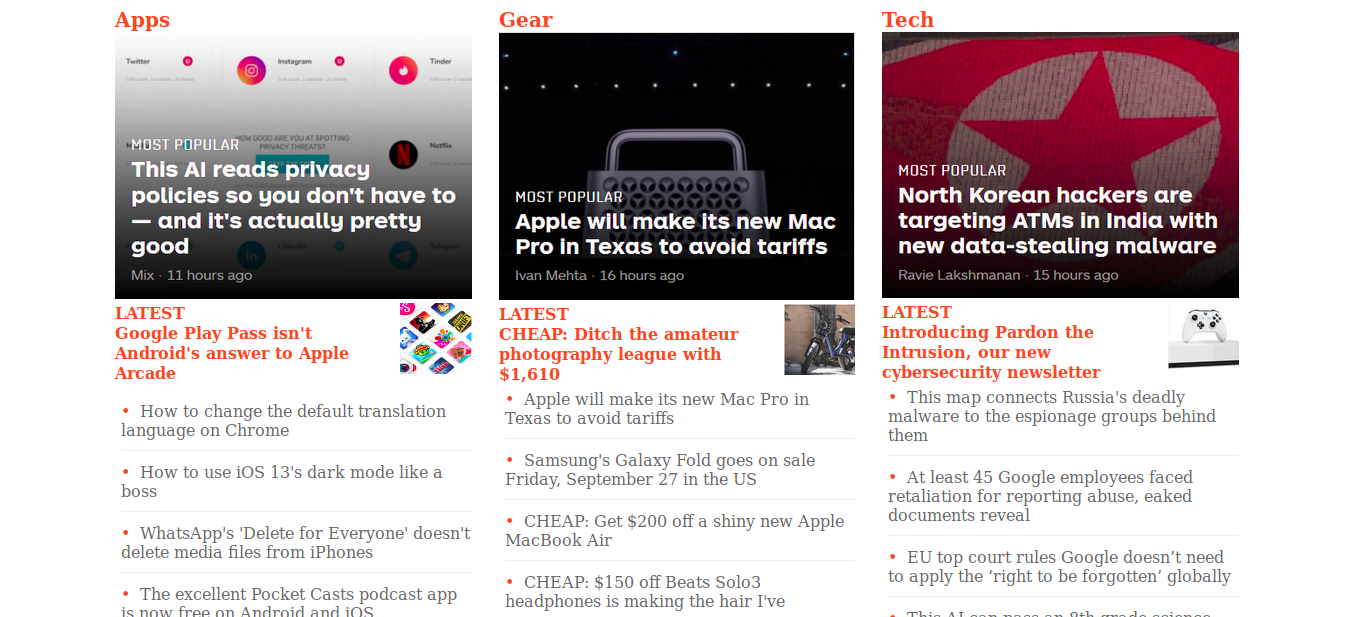 Apps
Twitter
Instagram
Tinder
HOW GOOD ARE YOU AT SPOTTING
PRIVACY THREATS?
Netflix
LinkedIn
Telegram
MOST POPULAR
This AI reads privacy
policies so you don't have to
— and it's actually pretty
good
Mix · 11 hours ago
LATEST
Google Play Pass isn't
Android's answer to Apple
Arcade
• How to change the default translation
language on Chrome
• How to use iOS 13's dark mode like a
boss
• WhatsApp's 'Delete for Everyone' doesn't
delete media files from iPhones
• The excellent Pocket Casts podcast app
is now free on Android and iOS
Gear
MOST POPULAR
Apple will make its new Mac
Pro in Texas to avoid tariffs
Ivan Mehta · 16 hours ago
LATEST
CHEAP: Ditch the amateur
photography league with
$1,610
• Apple will make its new Mac Pro in
Texas to avoid tariffs
• Samsung's Galaxy Fold goes on sale
Friday, September 27 in the US
• CHEAP: Get $200 off a shiny new Apple
MacBook Air
• CHEAP: $150 off Beats Solo3
headphones is making the hair I've
Tech
MOST POPULAR
North Korean hackers are
targeting ATMs in India with
new data-stealing malware
Ravie Lakshmanan · 15 hours ago
LATEST
Introducing Pardon the
Intrusion, our new
cybersecurity newsletter
• This map connects Russia's deadly
malware to the espionage groups behind
them
• At least 45 Google employees faced
retaliation for reporting abuse, eaked
documents reveal
• EU top court rules Google doesn’t need
to apply the ‘right to be forgotten’ globally
• This AI can pass an 8th grade science